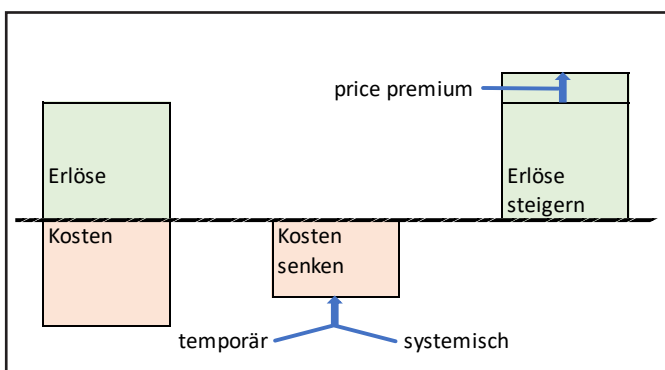 price premium
Erlöse
Erlöse
steigern
Kosten
Kosten
senken
temporär
systemisch